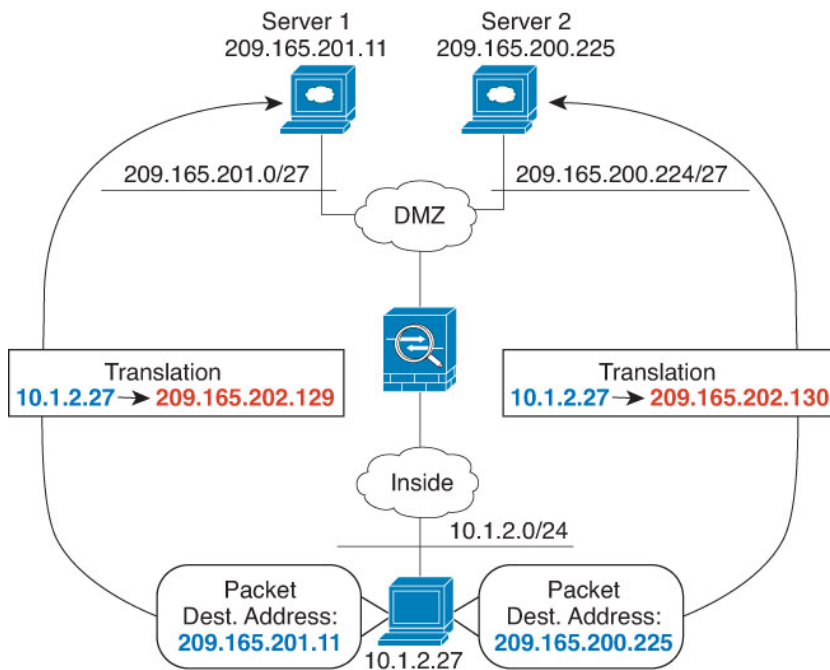 Server 1
209.165.201.11
Server 2
209.165.200.225
209.165.201.0/27
209.165.200.224/27
DMZ
Translation
10.1.2.27 → 209.165.202.129
Translation
10.1.2.27 → 209.165.202.130
Inside
10.1.2.0/24
Packet
Dest. Address:
209.165.201.11
Packet
Dest. Address:
209.165.200.225
10.1.2.27